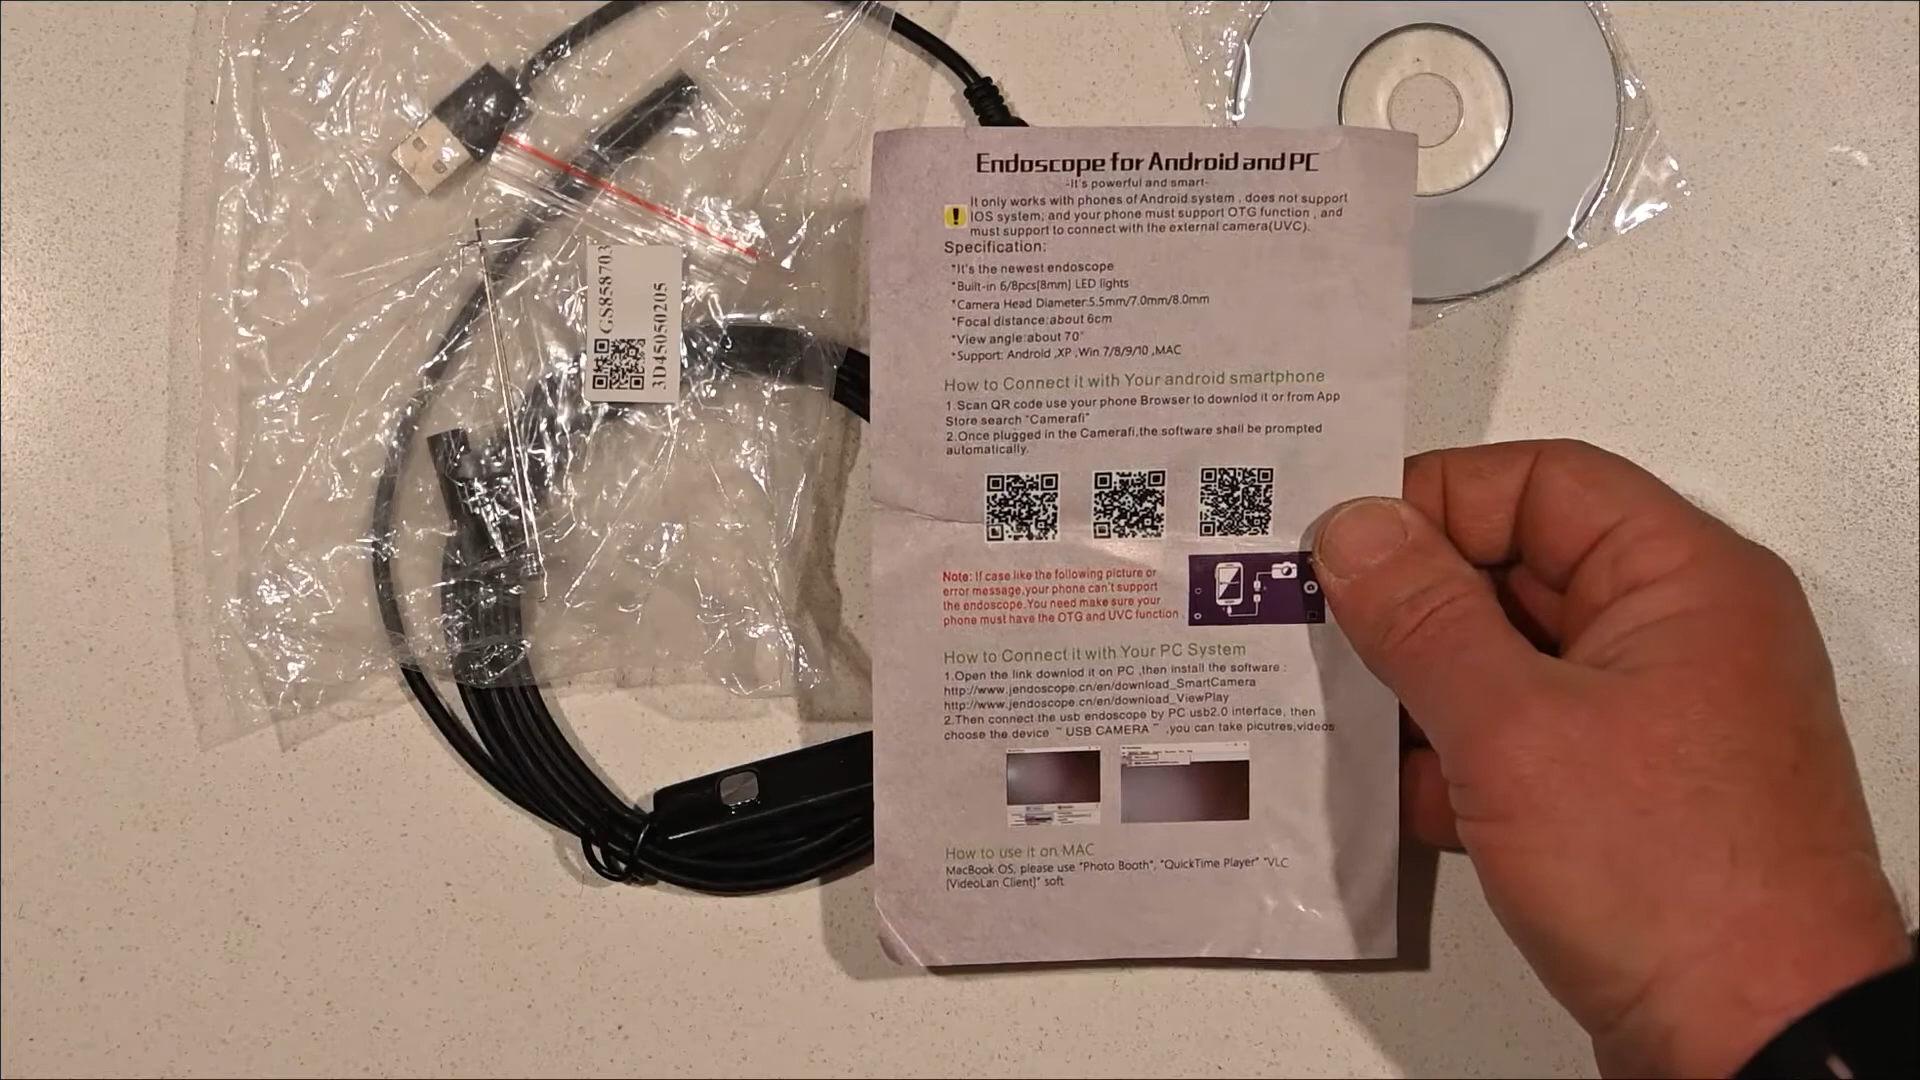 GS858703
3D45050205
Endoscope for Android and PC
-It's powerful and smart-
It only works with phones of Android system , does not support
IOS system; and your phone must support OTG function , and
must support to connect with the external camera(UVC).
Specification:
*It's the newest endoscope
*Built-in 6/8pcs[8mm] LED lights
*Camera Head Diameter:5.5mm/7.0mm/8.0mm
*Focal distance:about 6cm
*View angle:about 70°
*Support: Android ,XP ,Win 7/8/9/10 ,MAC
How to Connect it with Your android smartphone
1.Scan QR code use your phone Browser to downlod it or from App
Store search "Camerafi"
2.Once plugged in the Camerafi,the software shall be prompted
automatically.
Note: If case like the following picture or
error message,your phone can't support
the endoscope.You need make sure your
phone must have the OTG and UVC function .
How to Connect it with Your PC System
1.Open the link downlod it on PC ,then install the software :
http://www.jendoscope.cn/en/download_SmartCamera
http://www.jendoscope.cn/en/download_ViewPlay
2.Then connect the usb endoscope by PC usb2.0 interface, then
choose the device " USB CAMERA " ,you can take picutres,videos
How to use it on MAC
MacBook OS, please use "Photo Booth", "QuickTime Player" "VLC
[VideoLan Client]" soft